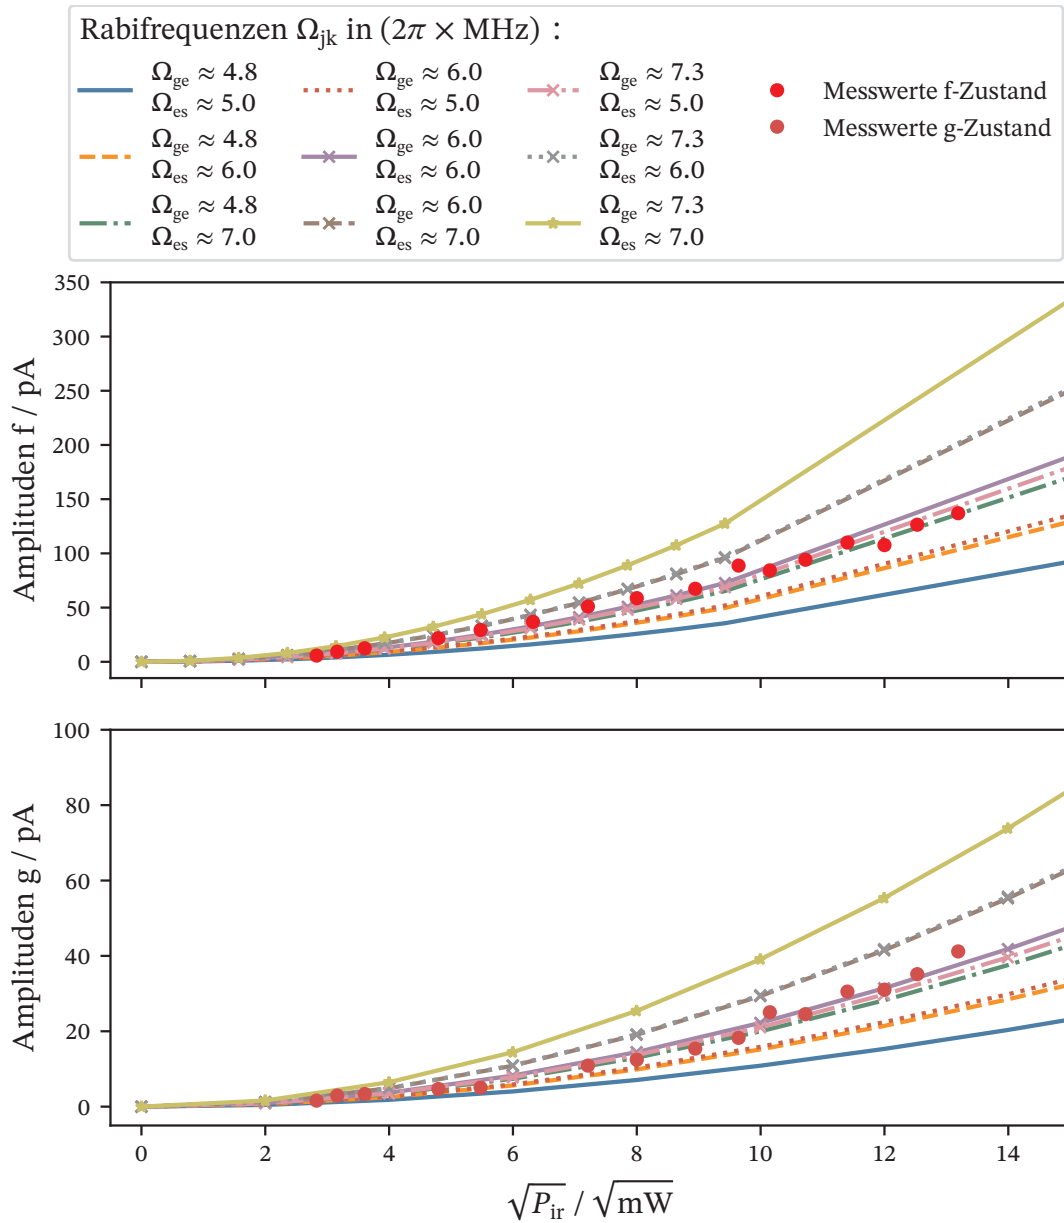 Rabifrequenzen Ω_jk in (2π × MHz) :
Ω_ge ≈ 4.8
Ω_es ≈ 5.0
Ω_ge ≈ 4.8
Ω_es ≈ 6.0
Ω_ge ≈ 4.8
Ω_es ≈ 7.0
Ω_ge ≈ 6.0
Ω_es ≈ 5.0
Ω_ge ≈ 6.0
Ω_es ≈ 6.0
Ω_ge ≈ 6.0
Ω_es ≈ 7.0
Ω_ge ≈ 7.3
Ω_es ≈ 5.0
Ω_ge ≈ 7.3
Ω_es ≈ 6.0
Ω_ge ≈ 7.3
Ω_es ≈ 7.0
Messwerte f-Zustand
Messwerte g-Zustand
Amplituden f / pA
350
300
250
200
150
100
50
0
Amplituden g / pA
100
80
60
40
20
0
0 2 4 6 8 10 12 14
√P_ir / √mW